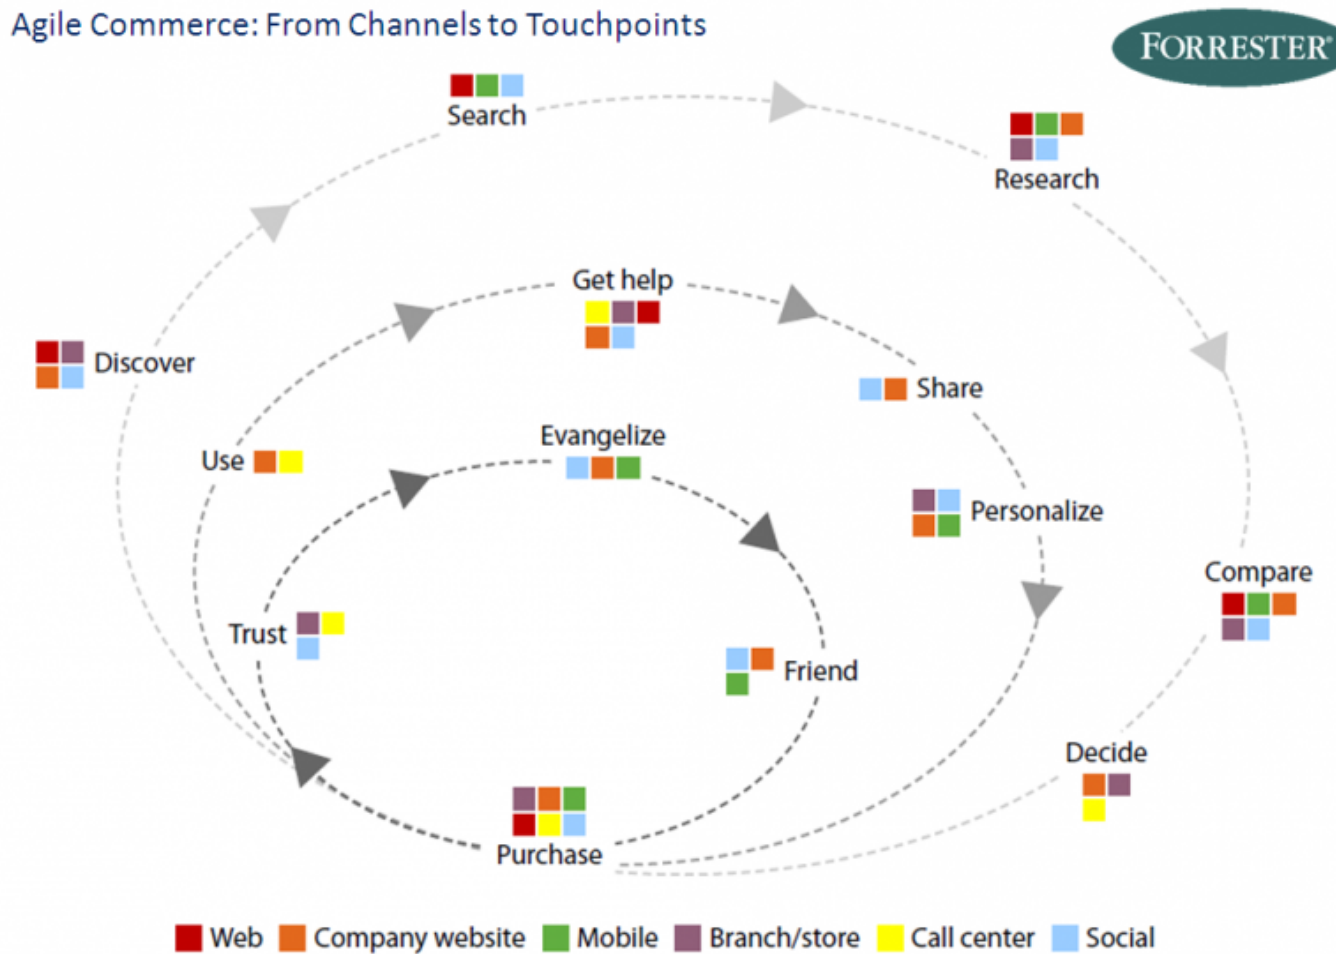 Agile Commerce: From Channels to Touchpoints
FORRESTER®
Search
Research
Get help
Discover
Share
Evangelize
Use
Personalize
Compare
Trust
Friend
Decide
Purchase
Web Company website Mobile Branch/store Call center Social